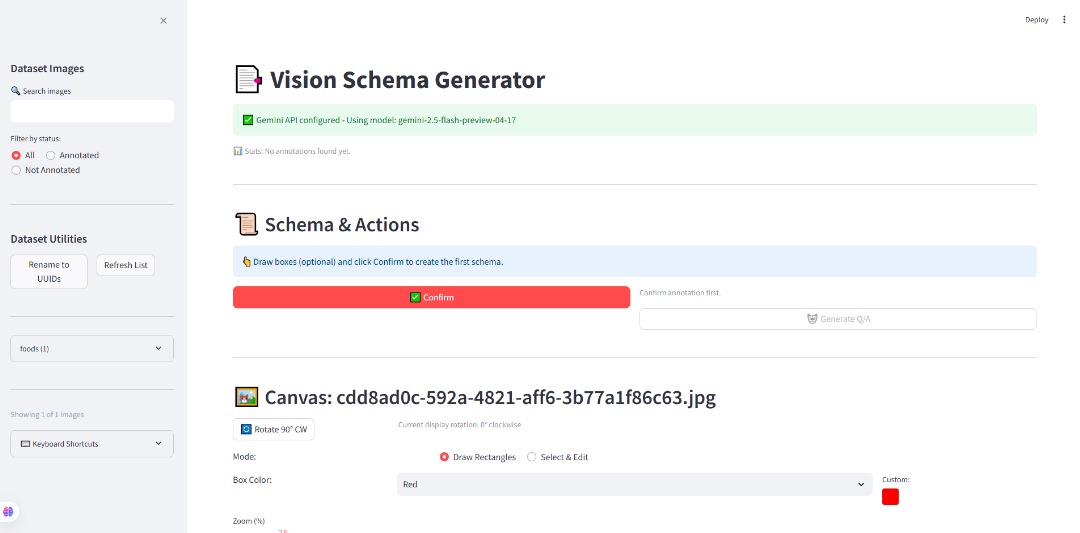 Deploy
Dataset Images
Search images
Filter by status:
All
Annotated
Not Annotated
Dataset Utilities
Rename to
UUIDs
Refresh List
foods (1)
Showing 1 of 1 images
Keyboard Shortcuts
Vision Schema Generator
Gemini API configured - Using model: gemini-2.5-flash-preview-04-17
Stats: No annotations found yet.
Schema & Actions
Draw boxes (optional) and click Confirm to create the first schema.
Confirm
Confirm annotation first.
Generate Q/A
Canvas: cdd8ad0c-592a-4821-aff6-3b77a1f86c63.jpg
Rotate 90° CW
Current display rotation: 0° clockwise
Mode:
Draw Rectangles
Select & Edit
Box Color:
Red
Custom:
Zoom (%)